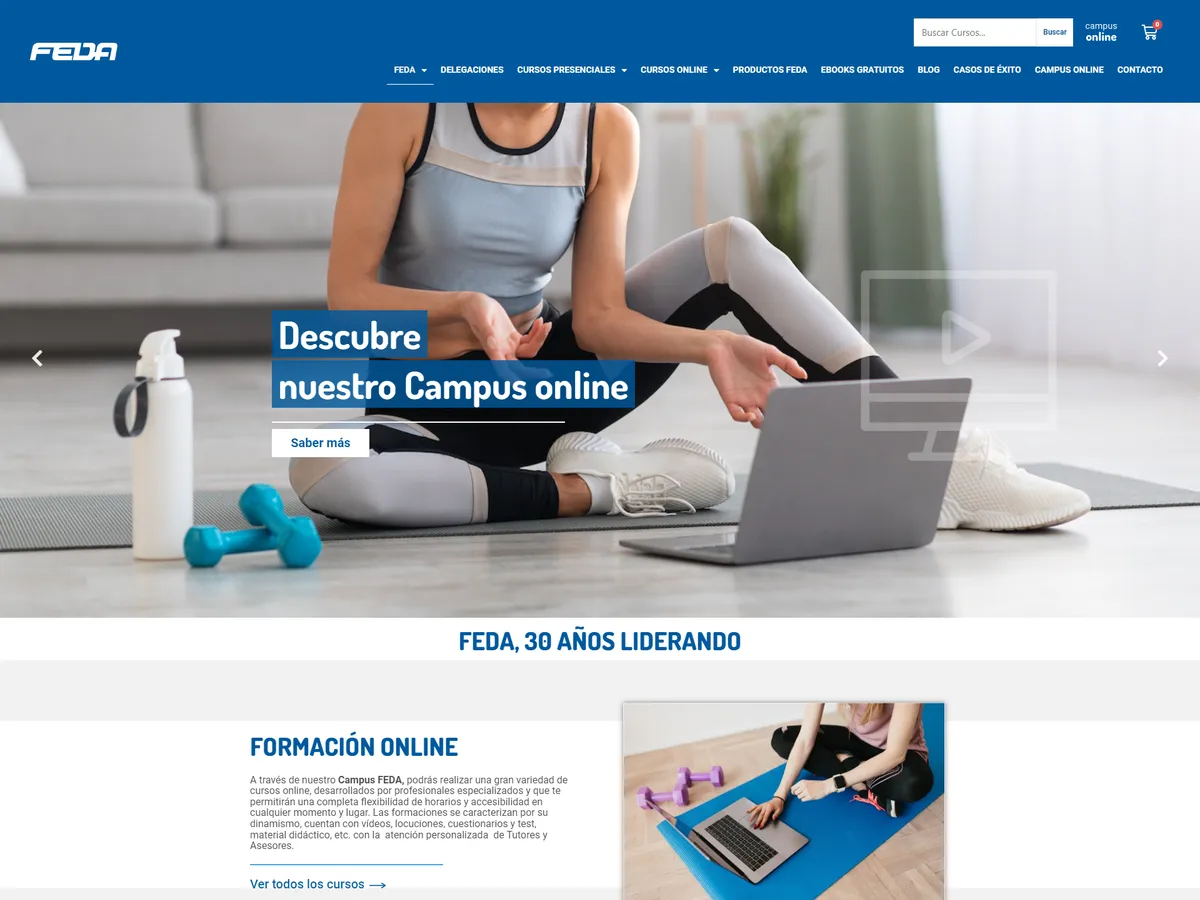 FEDA
Buscar Cursos...
Buscar
campus
online
0
FEDA
DELEGACIONES
CURSOS PRESENCIALES
CURSOS ONLINE
PRODUCTOS FEDA
EBOOKS GRATUITOS
BLOG
CASOS DE ÉXITO
CAMPUS ONLINE
CONTACTO
Descubre
nuestro Campus online
Saber más
FEDA, 30 AÑOS LIDERANDO
FORMACIÓN ONLINE
A través de nuestro Campus FEDA, podrás realizar una gran variedad de
cursos online, desarrollados por profesionales especializados y que te
permitirán una completa flexibilidad de horarios y accesibilidad en
cualquier momento y lugar. Las formaciones se caracterizan por su
dinamismo, cuentan con vídeos, locuciones, cuestionarios y test,
material didáctico, etc. con la atención personalizada de Tutores y
Asesores.
Ver todos los cursos